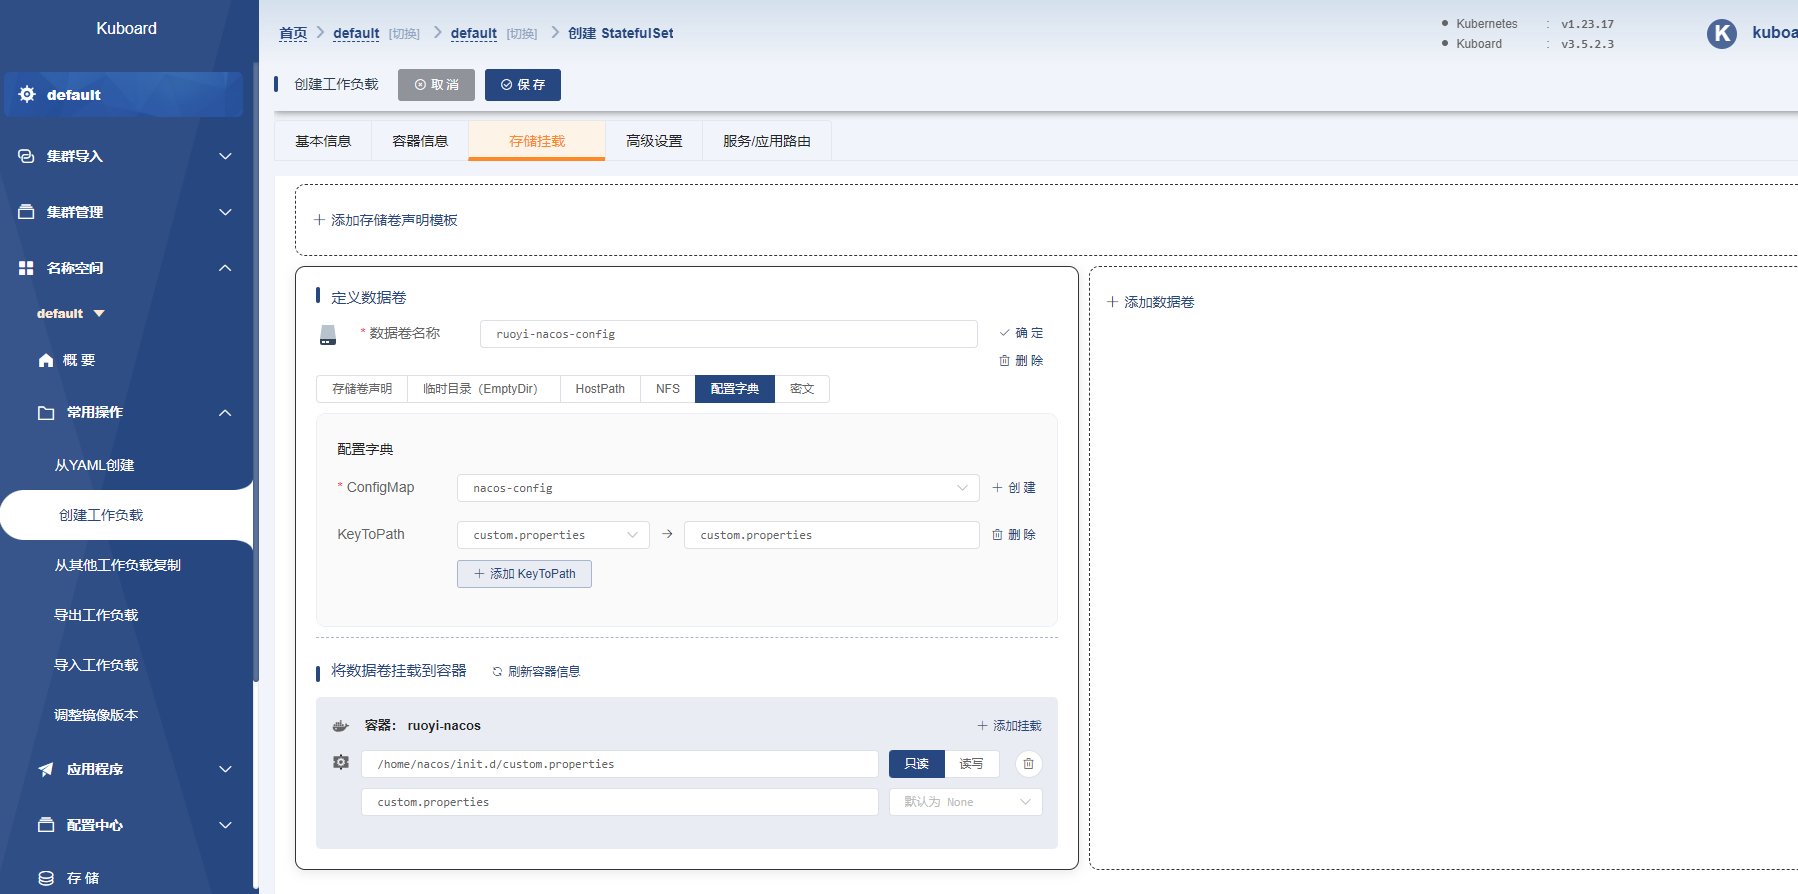 Kuboard
default
集群导入
集群管理
名称空间
default
概 要
常用操作
从YAML创建
创建工作负载
从其他工作负载复制
导出工作负载
导入工作负载
调整镜像版本
应用程序
配置中心
存 储
首页 default [切换] default [切换] 创建 StatefulSet
Kubernetes : v1.23.17
Kuboard : v3.5.2.3
K
创建工作负载 取 消 保 存
基本信息 容器信息 存储挂载 高级设置 服务/应用路由
添加存储卷声明模板
定义数据卷
* 数据卷名称 ruoyi-nacos-config 确 定
删 除
存储卷声明 临时目录（EmptyDir） HostPath NFS 配置字典 密文
配置字典
* ConfigMap nacos-config 创 建
KeyToPath custom.properties custom.properties 删 除
添加 KeyToPath
将数据卷挂载到容器 刷新容器信息
容器： ruoyi-nacos 添加挂载
/home/nacos/init.d/custom.properties 只读 读写
custom.properties 默认为 None
添加数据卷